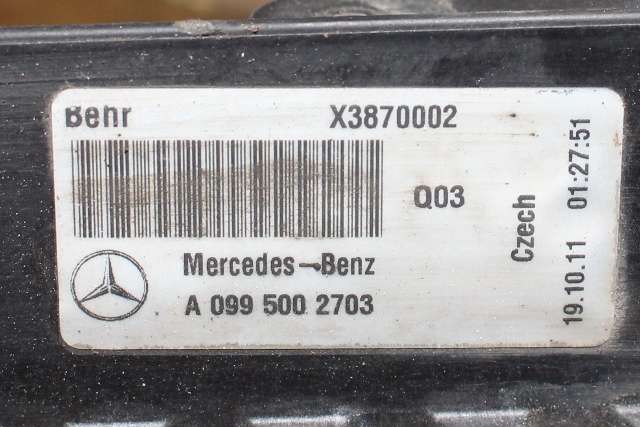 Behr X3870002
Q03
Mercedes-Benz
A 099 500 2703
Czech
19.10.11 01:27:51